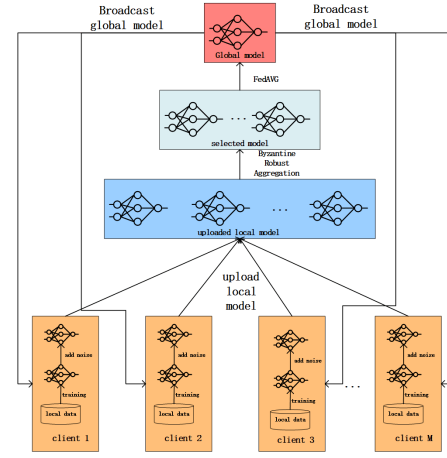 Broadcast
global model
Broadcast
global model
Global model
FedAVG
...
selected model
Byzantine
Robust
Aggregation
...
uploaded local model
upload
local
model
add noise
training
local data
client 1
add noise
training
local data
client 2
add noise
training
local data
client 3
...
add noise
training
local data
client M